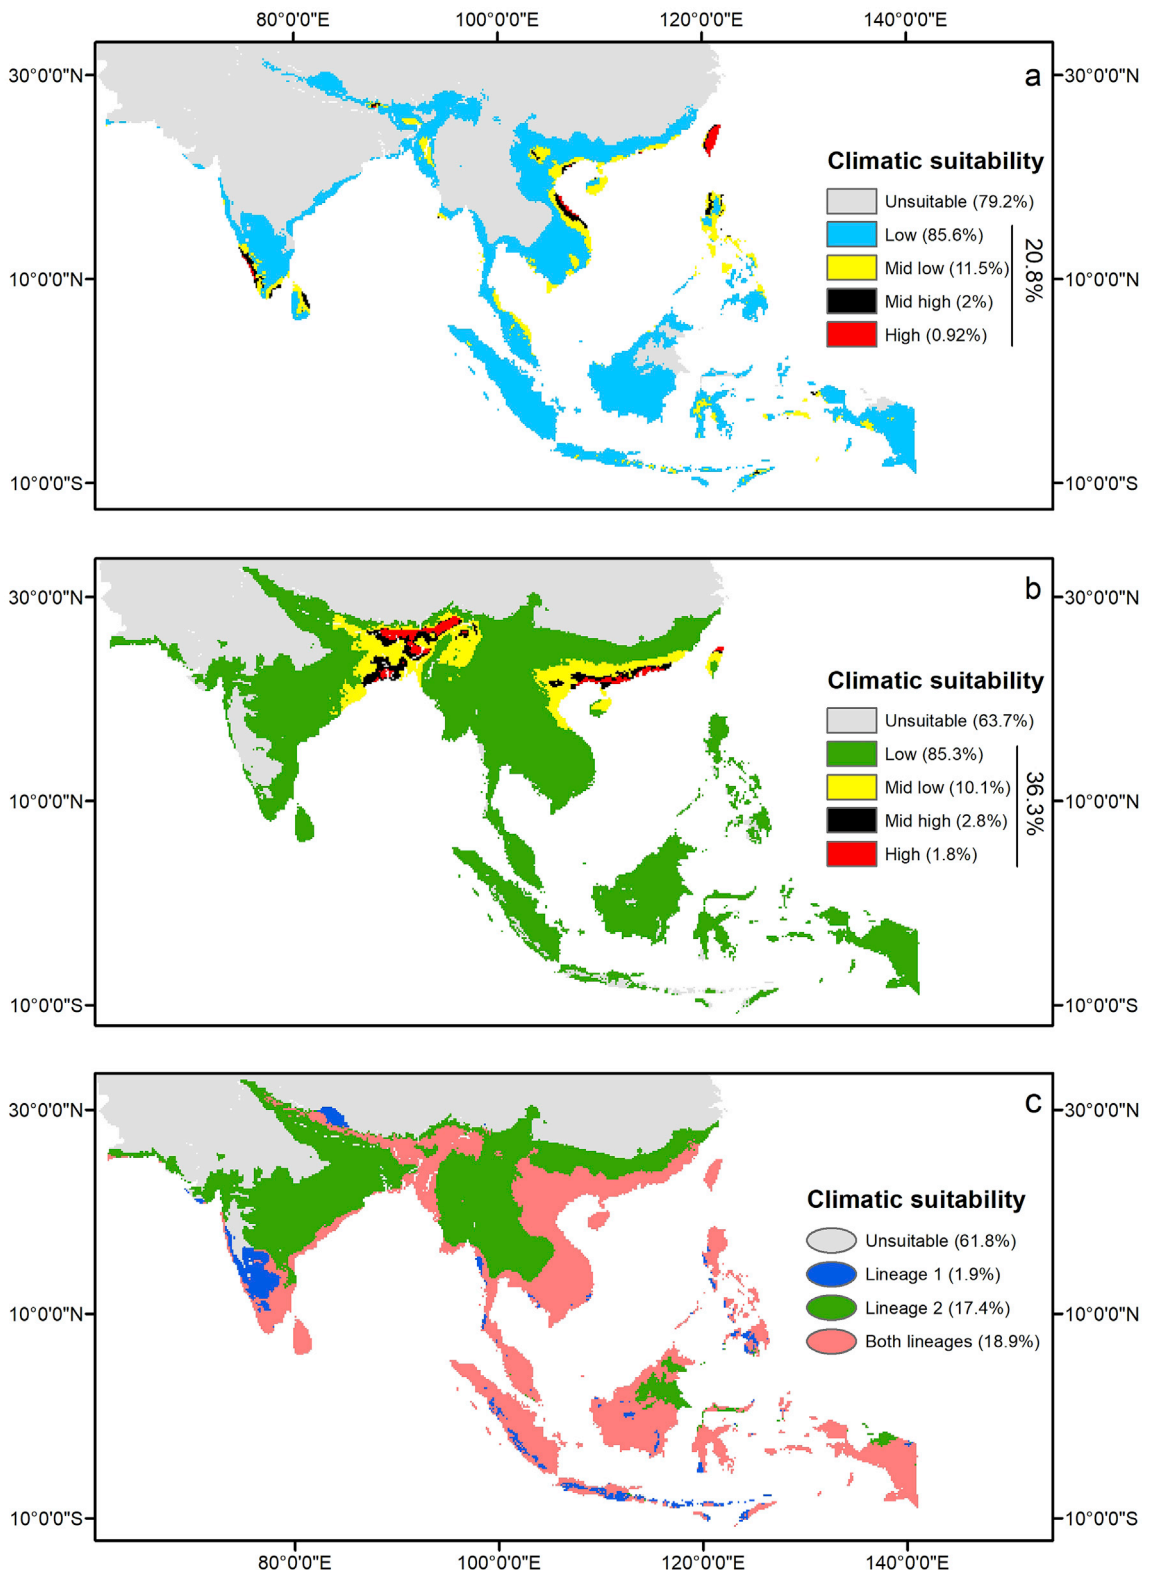 80°0'0"E 100°0'0"E 120°0'0"E 140°0'0"E
a
30°0'0"N 30°0'0"N
10°0'0"N 10°0'0"N
10°0'0"S 10°0'0"S
Climatic suitability
Unsuitable (79.2%)
Low (85.6%)
Mid low (11.5%)
Mid high (2%)
High (0.92%)
20.8%
b
30°0'0"N 30°0'0"N
10°0'0"N 10°0'0"N
10°0'0"S 10°0'0"S
Climatic suitability
Unsuitable (63.7%)
Low (85.3%)
Mid low (10.1%)
Mid high (2.8%)
High (1.8%)
36.3%
c
30°0'0"N 30°0'0"N
10°0'0"N 10°0'0"N
10°0'0"S 10°0'0"S
Climatic suitability
Unsuitable (61.8%)
Lineage 1 (1.9%)
Lineage 2 (17.4%)
Both lineages (18.9%)
80°0'0"E 100°0'0"E 120°0'0"E 140°0'0"E